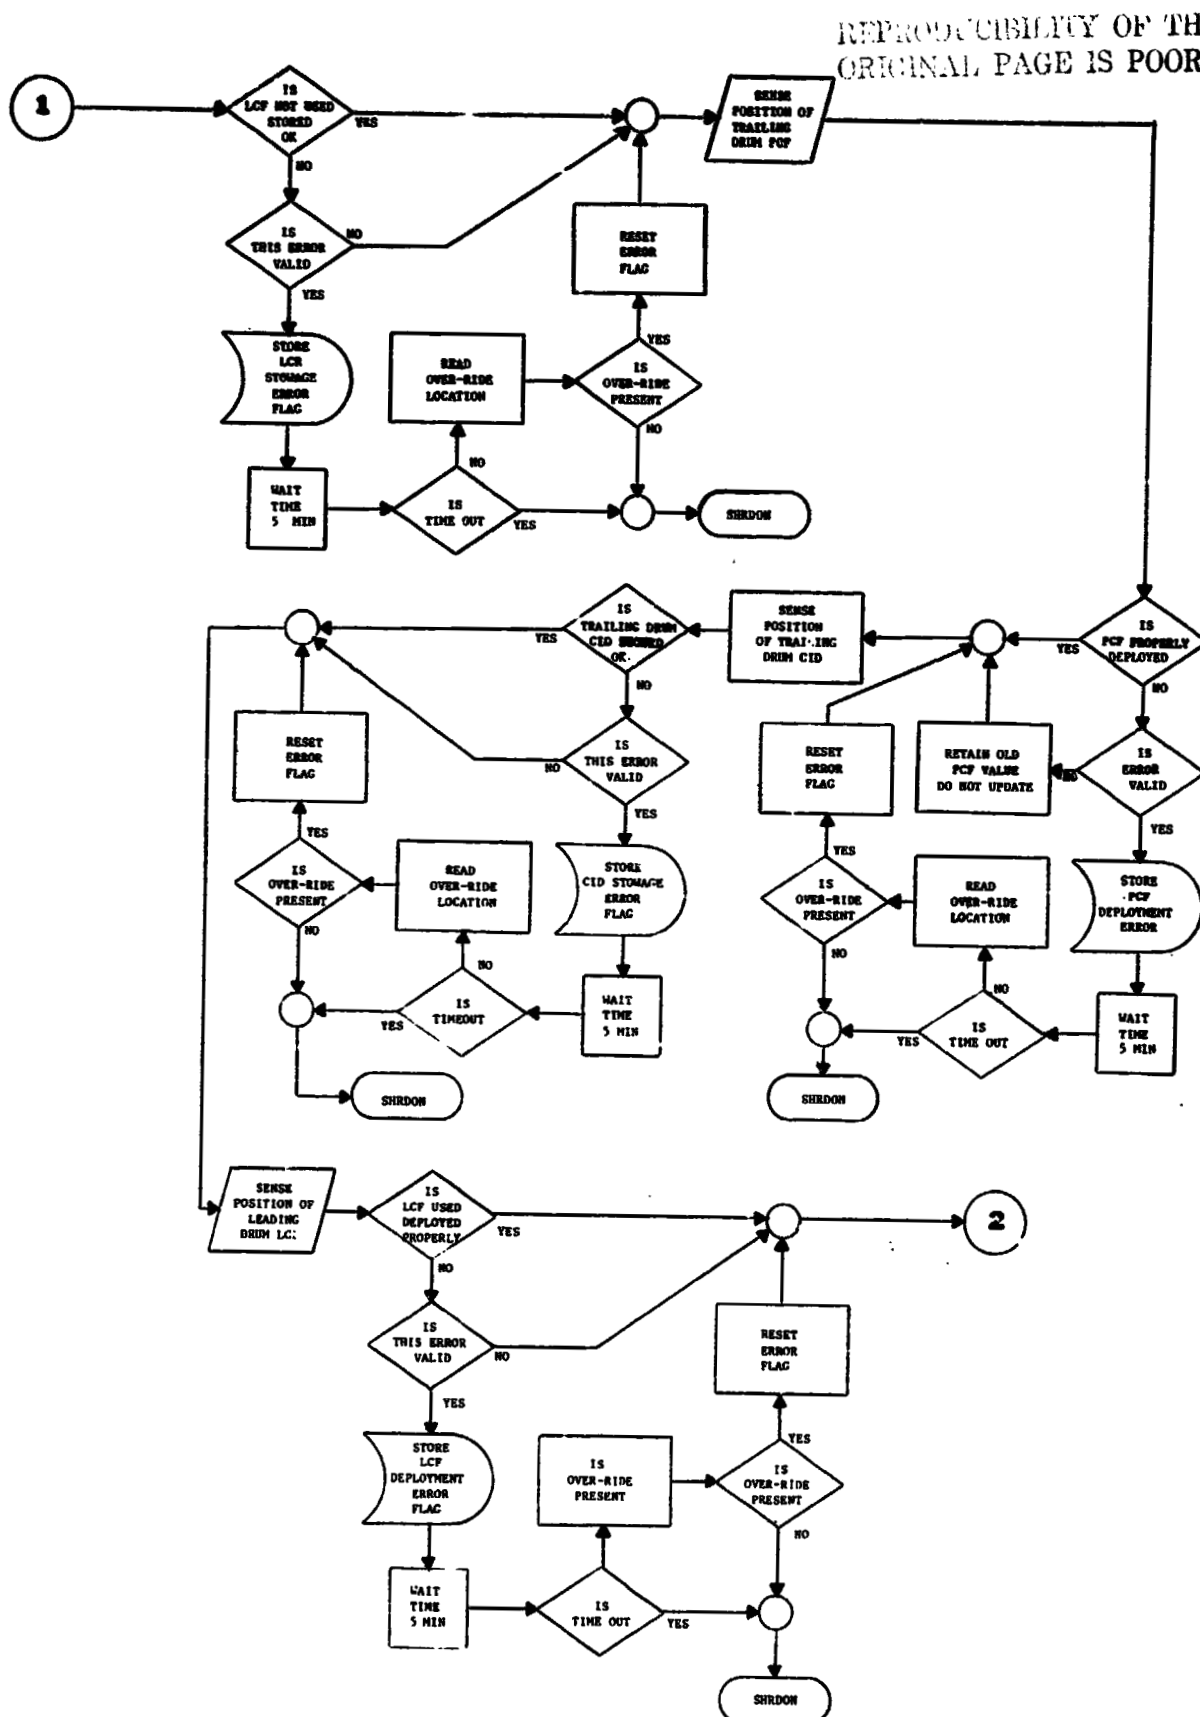 REPRODUCIBILITY OF TH
ORIGINAL PAGE IS POOR
1
IS
LCF NOT USED
STORED
OK
YES
NO
SENSE
POSITION OF
TRAILING
DRUM PCF
IS
THIS ERROR
VALID
NO
YES
RESET
ERROR
FLAG
STORE
LCR
STOWAGE
ERROR
FLAG
READ
OVER-RIDE
LOCATION
YES
IS
OVER-RIDE
PRESENT
NO
WAIT
TIME
5 MIN
NO
IS
TIME OUT
YES
SHRDON
IS
PCF PROPERLY
DEPLOYED
YES
NO
SENSE
POSITION
OF TRAI.ING
DRUM CID
IS
TRAILING DRUM
CID
OK.
YES
NO
IS
ERROR
VALID
NO
YES
RETAIN OLD
PCF VALUE
DO NOT UPDATE
RESET
ERROR
FLAG
IS
THIS ERROR
VALID
NO
YES
RESET
ERROR
FLAG
YES
IS
OVER-RIDE
PRESENT
NO
READ
OVER-RIDE
LOCATION
STORE
CID STOWAGE
ERROR
FLAG
YES
IS
OVER-RIDE
PRESENT
NO
READ
OVER-RIDE
LOCATION
STORE
PCF
DEPLOYMENT
ERROR
NO
IS
TIMEOUT
YES
WAIT
TIME
5 MIN
NO
IS
TIME OUT
YES
WAIT
TIME
5 MIN
SHRDON
SHRDON
SENSE
POSITION OF
LEADING
DRUM LC.
IS
LCF USED
DEPLOYED
PROPERLY
YES
NO
2
IS
THIS ERROR
VALID
NO
YES
RESET
ERROR
FLAG
STORE
LCF
DEPLOYMENT
ERROR
FLAG
IS
OVER-RIDE
PRESENT
YES
IS
OVER-RIDE
PRESENT
NO
WAIT
TIME
5 MIN
IS
TIME OUT
YES
SHRDON